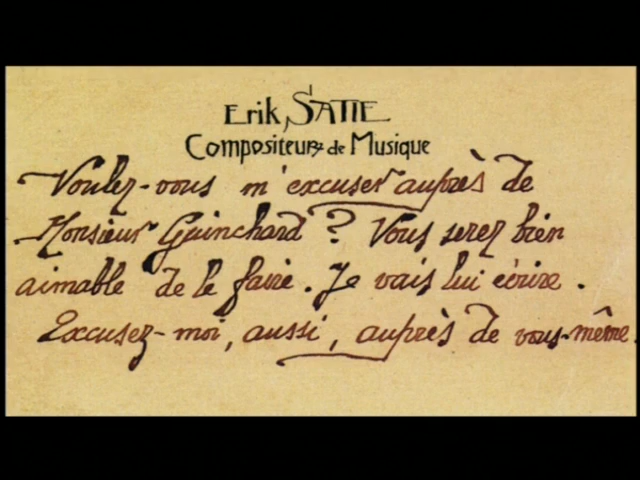 Erik SATIE
Compositeur de Musique
Voulez-vous m'excuser auprès de
Monsieur Guinchard ? Vous serez bien
aimable de le faire. Je vais lui écrire.
Excusez-moi, aussi, auprès de vous-même.